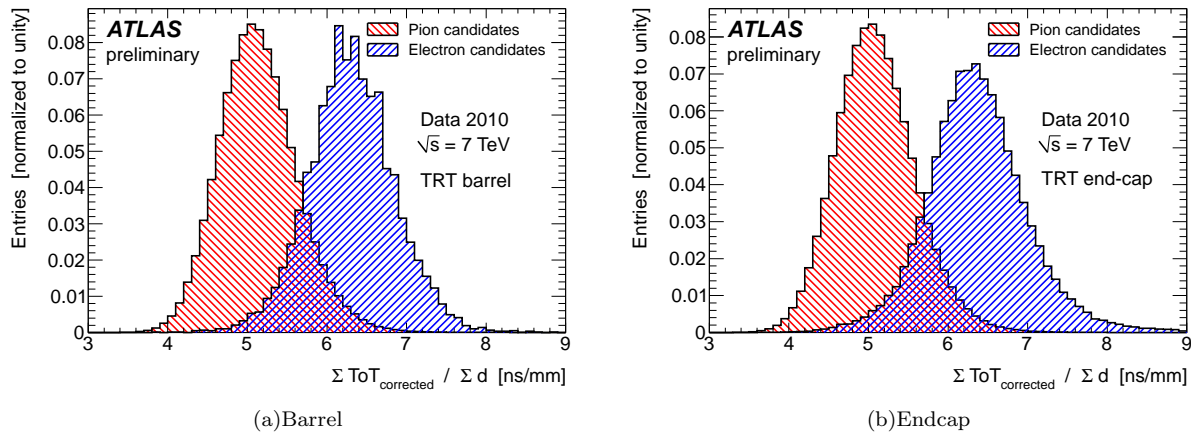 ATLAS
preliminary
Pion candidates
Electron candidates
Data 2010
√s = 7 TeV
TRT barrel
Entries [normalized to unity]
0.08
0.07
0.06
0.05
0.04
0.03
0.02
0.01
0
3 4 5 6 7 8 9
Σ ToT_corrected / Σ d [ns/mm]
(a)Barrel
ATLAS
preliminary
Pion candidates
Electron candidates
Data 2010
√s = 7 TeV
TRT end-cap
Entries [normalized to unity]
0.08
0.07
0.06
0.05
0.04
0.03
0.02
0.01
0
3 4 5 6 7 8 9
Σ ToT_corrected / Σ d [ns/mm]
(b)Endcap